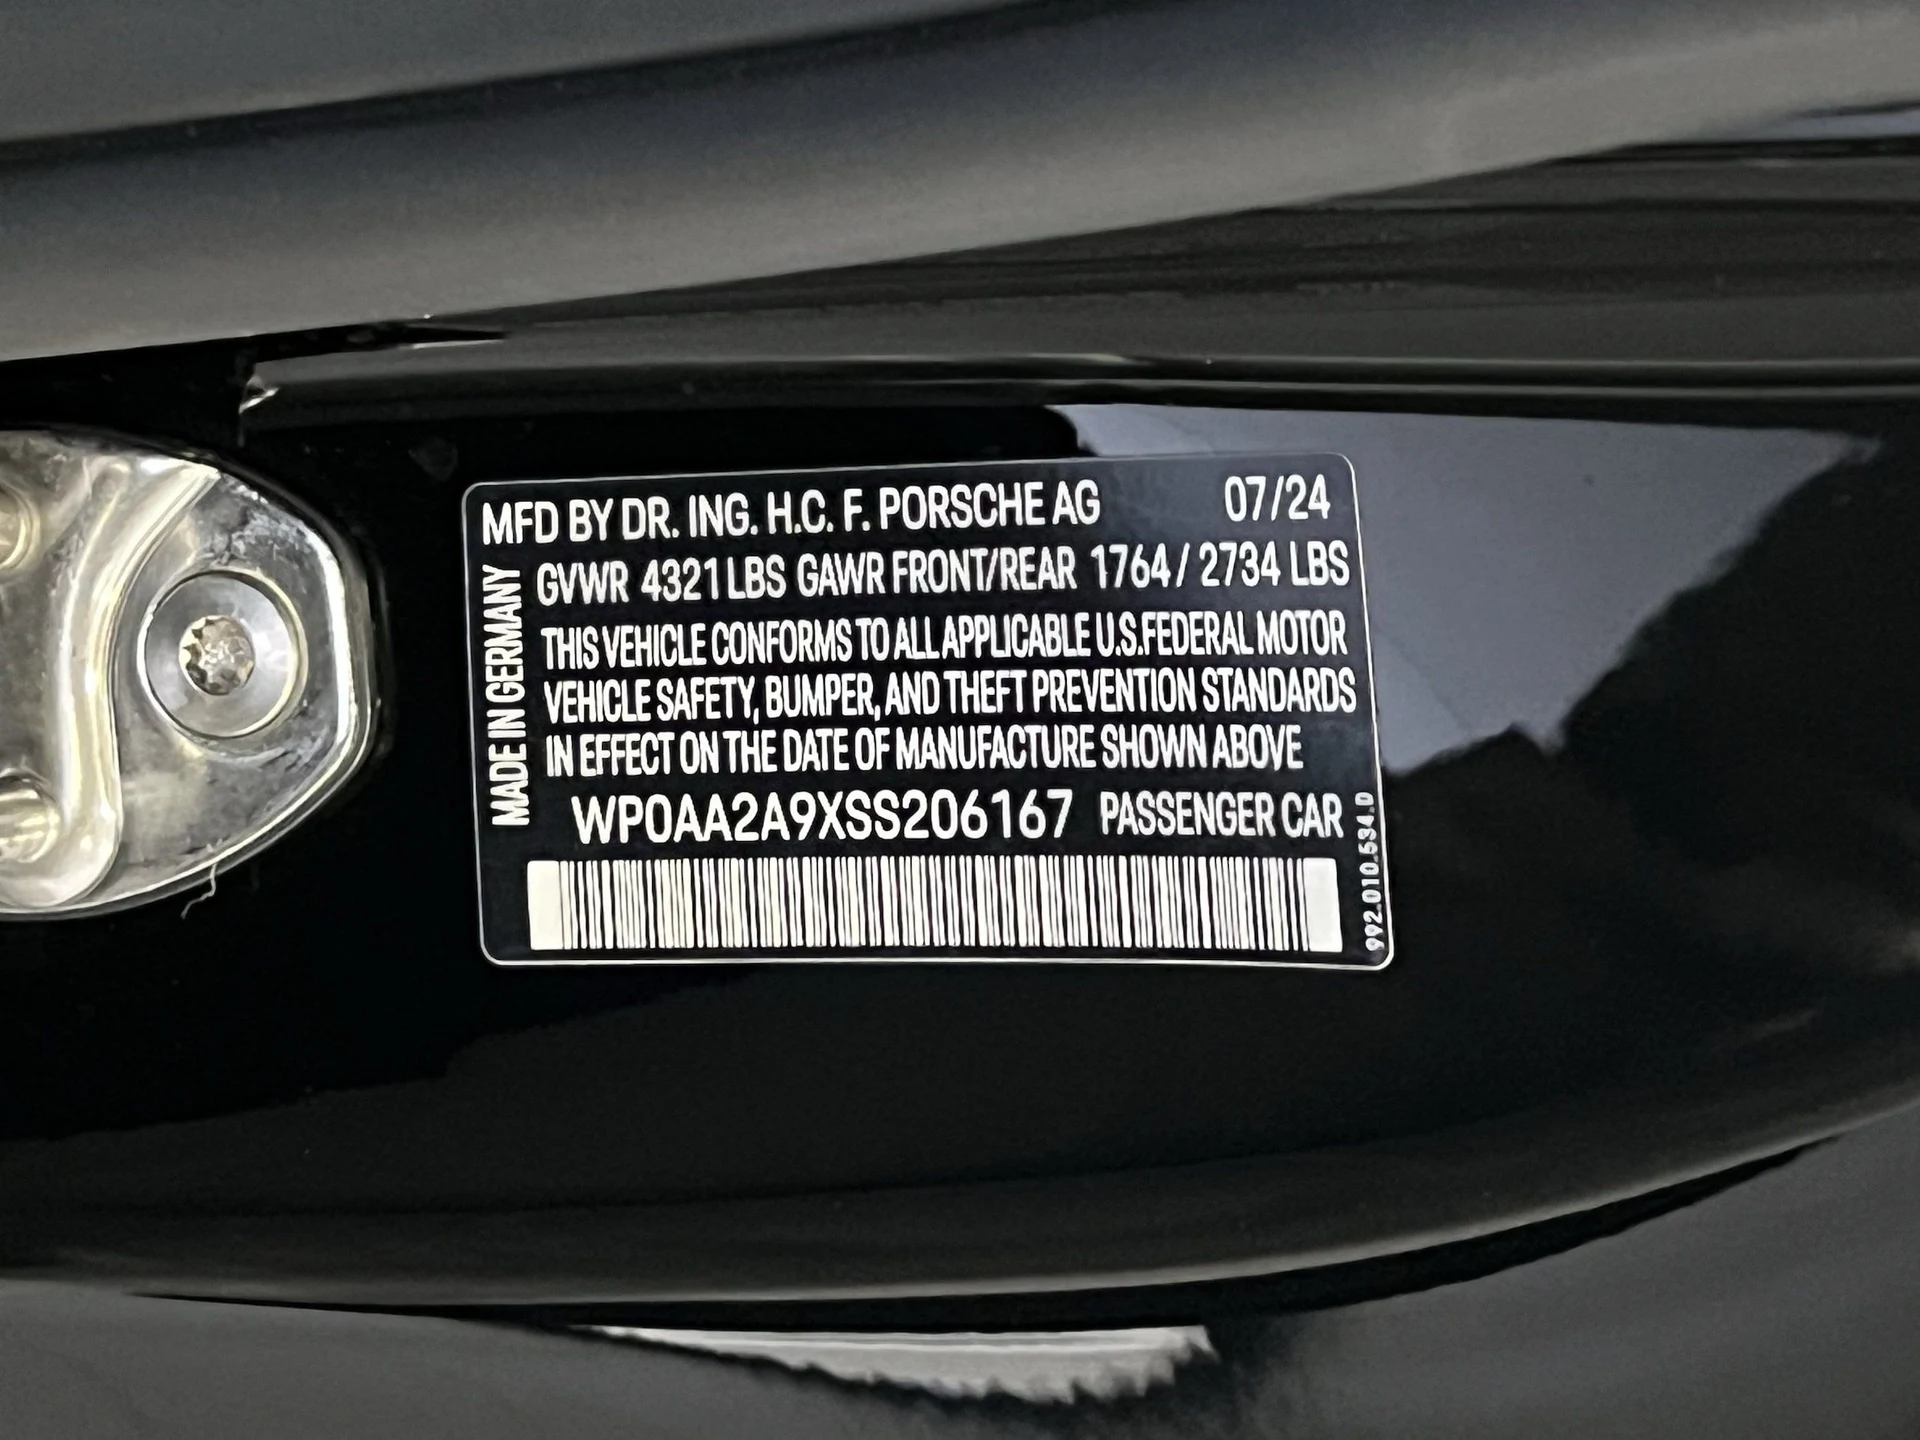 MFD BY DR. ING. H.C. F. PORSCHE AG 07/24
GVWR 4321 LBS GAWR FRONT/REAR 1764 / 2734 LBS
THIS VEHICLE CONFORMS TO ALL APPLICABLE U.S.FEDERAL MOTOR
VEHICLE SAFETY, BUMPER, AND THEFT PREVENTION STANDARDS
IN EFFECT ON THE DATE OF MANUFACTURE SHOWN ABOVE
WP0AA2A9XSS206167 PASSENGER CAR
MADE IN GERMANY
992.010.534.D